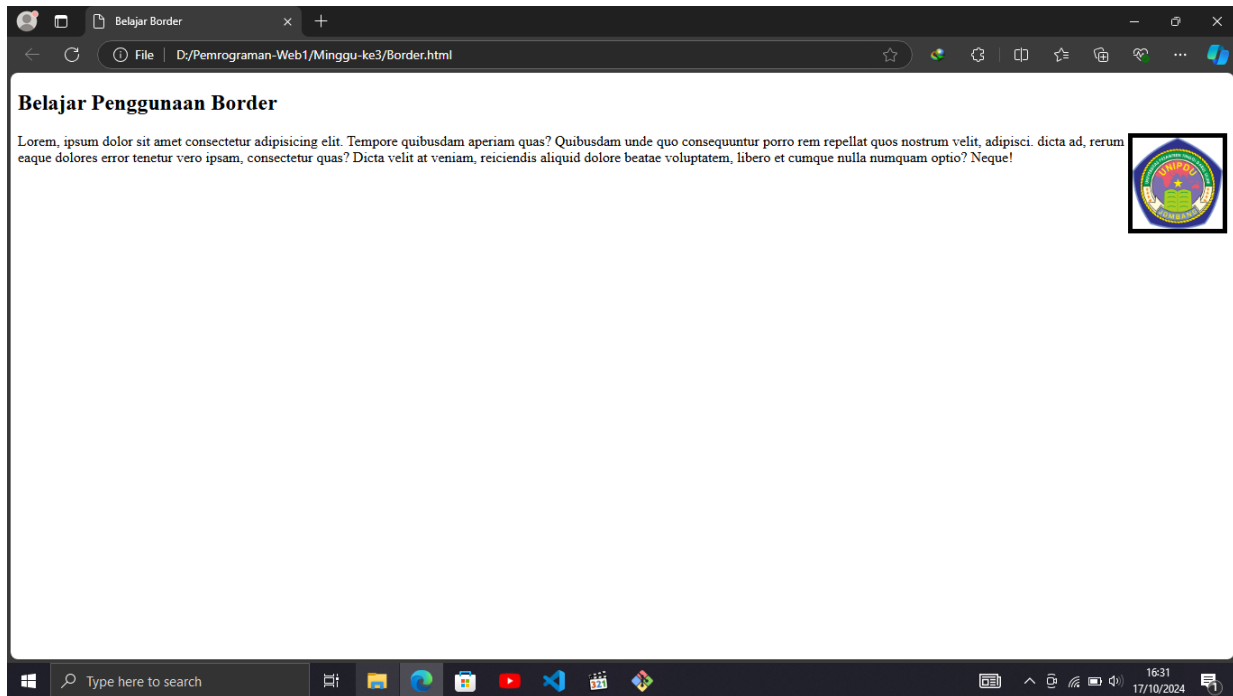 Belajar Border
File
D:/Pemrograman-Web1/Minggu-ke3/Border.html
Belajar Penggunaan Border
Lorem, ipsum dolor sit amet consectetur adipisicing elit. Tempore quibusdam aperiam quas? Quibusdam unde quo consequuntur porro rem repellat quos nostrum velit, adipisci. dicta ad, rerum
eaque dolores error tenetur vero ipsam, consectetur quas? Dicta velit at veniam, reiciendis aliquid dolore beatae voluptatem, libero et cumque nulla numquam optio? Neque!
UNIPDU
JOMBANG
Type here to search
321
16:31
17/10/2024
1